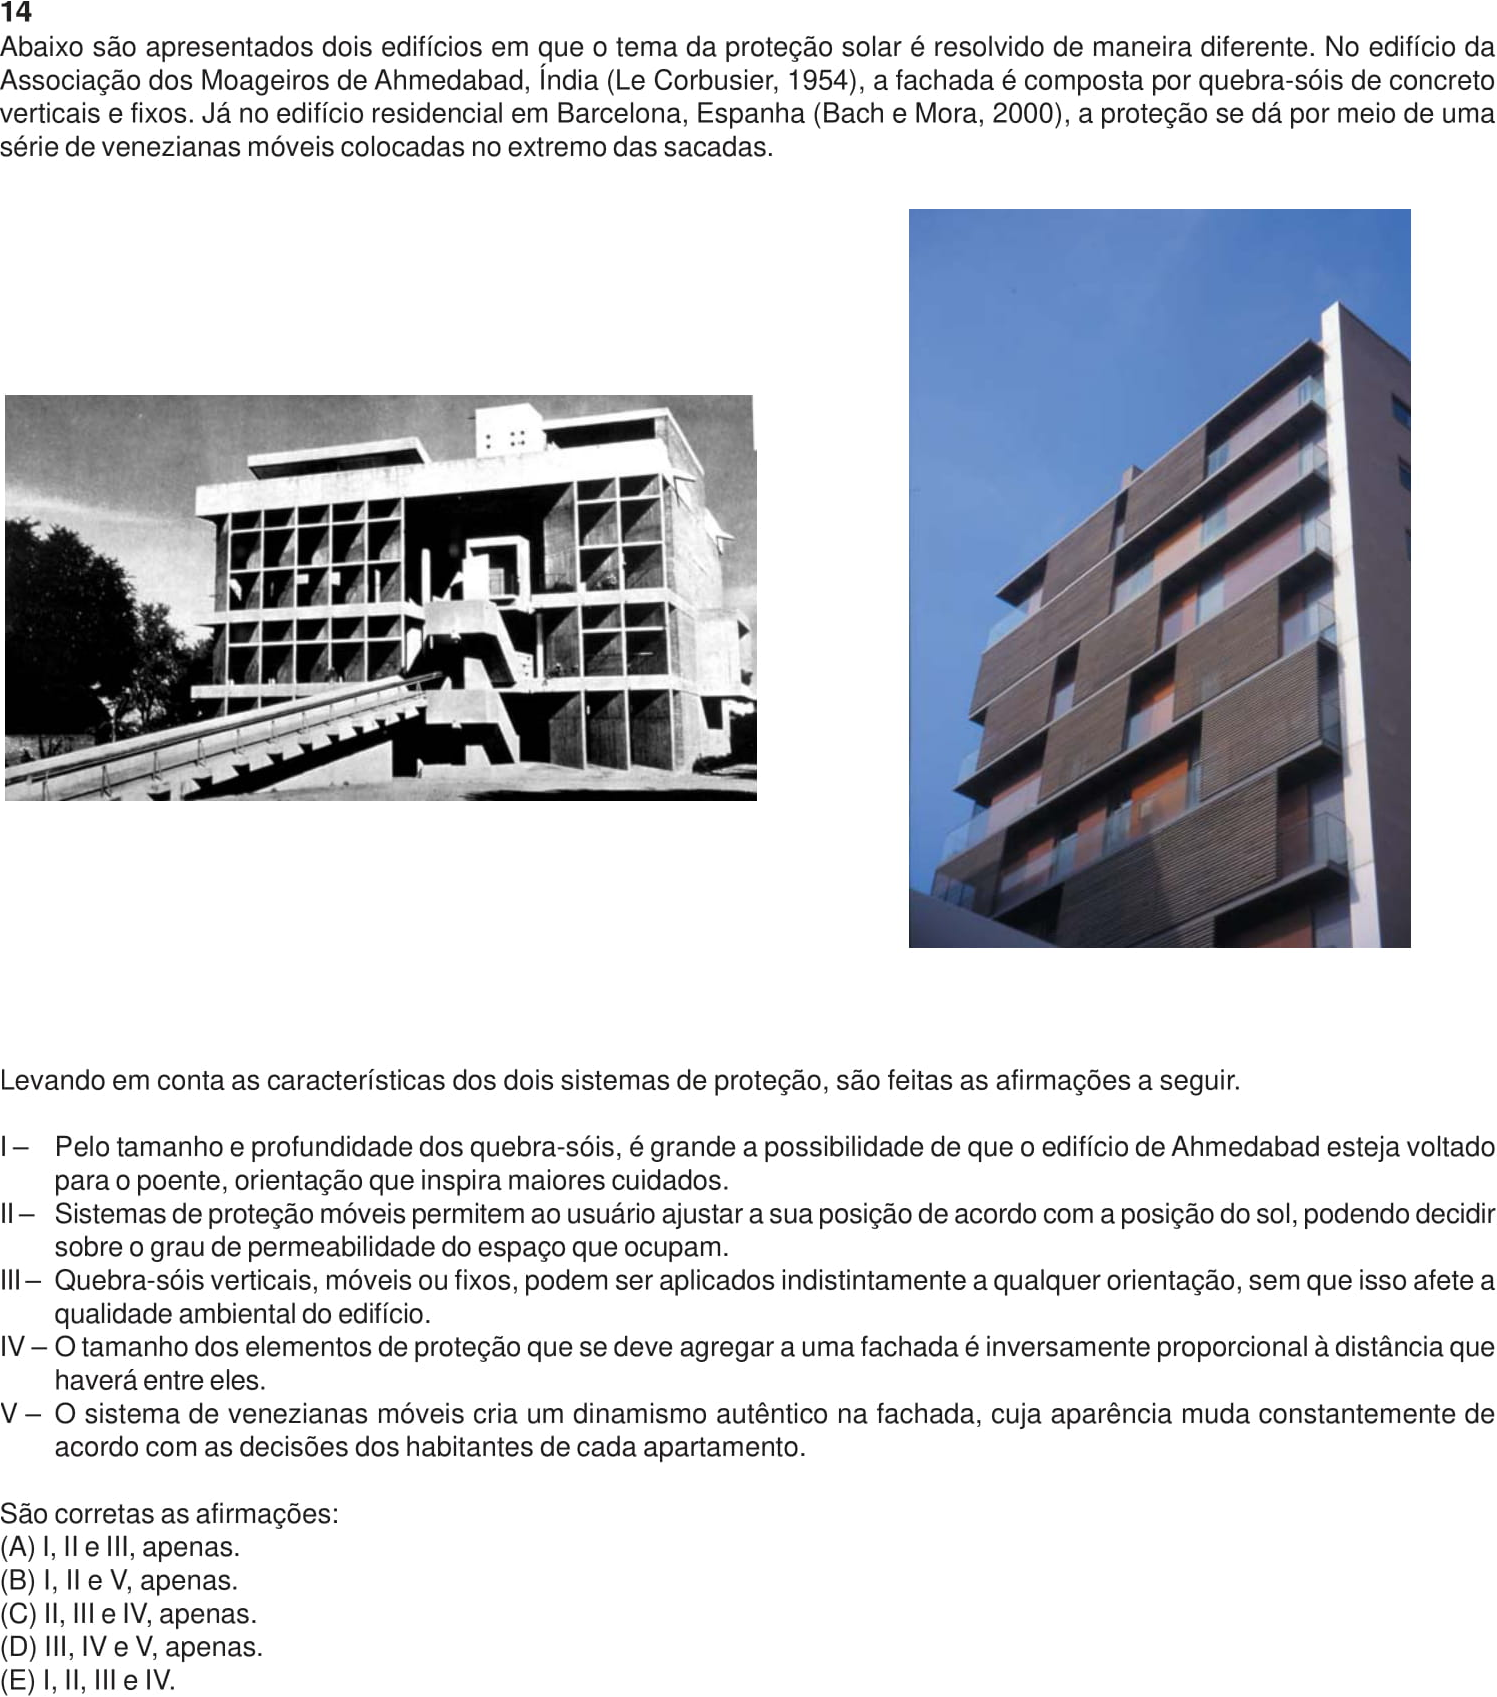 14
Abaixo são apresentados dois edifícios em que o tema da proteção solar é resolvido de maneira diferente. No edifício da
Associação dos Moageiros de Ahmedabad, Índia (Le Corbusier, 1954), a fachada é composta por quebra-sóis de concreto
verticais e fixos. Já no edifício residencial em Barcelona, Espanha (Bach e Mora, 2000), a proteção se dá por meio de uma
série de venezianas móveis colocadas no extremo das sacadas.
Levando em conta as características dos dois sistemas de proteção, são feitas as afirmações a seguir.
I – Pelo tamanho e profundidade dos quebra-sóis, é grande a possibilidade de que o edifício de Ahmedabad esteja voltado
para o poente, orientação que inspira maiores cuidados.
II – Sistemas de proteção móveis permitem ao usuário ajustar a sua posição de acordo com a posição do sol, podendo decidir
sobre o grau de permeabilidade do espaço que ocupam.
III – Quebra-sóis verticais, móveis ou fixos, podem ser aplicados indistintamente a qualquer orientação, sem que isso afete a
qualidade ambiental do edifício.
IV – O tamanho dos elementos de proteção que se deve agregar a uma fachada é inversamente proporcional à distância que
haverá entre eles.
V – O sistema de venezianas móveis cria um dinamismo autêntico na fachada, cuja aparência muda constantemente de
acordo com as decisões dos habitantes de cada apartamento.
São corretas as afirmações:
(A) I, II e III, apenas.
(B) I, II e V, apenas.
(C) II, III e IV, apenas.
(D) III, IV e V, apenas.
(E) I, II, III e IV.